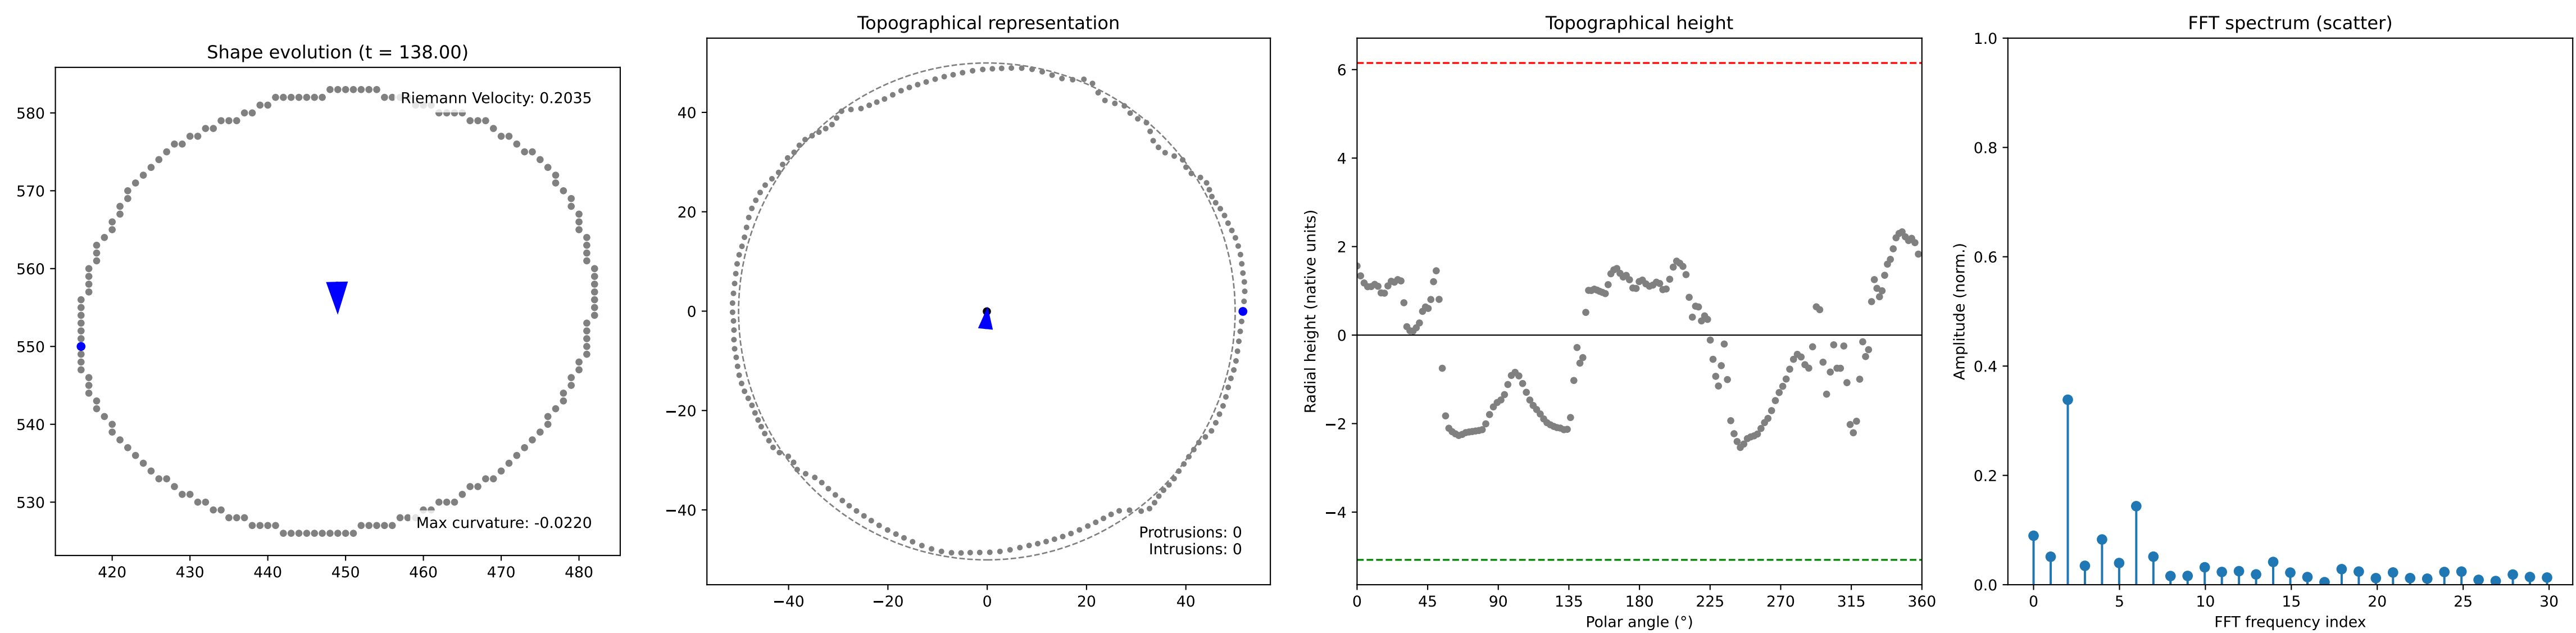 Shape evolution (t = 138.00)
Riemann Velocity: 0.2035
Max curvature: -0.0220
580
570
560
550
540
530
420 430 440 450 460 470 480
Topographical representation
40
20
0
−20
−40
−40 −20 0 20 40
Protrusions: 0
Intrusions: 0
Topographical height
Radial height (native units)
6
4
2
0
−2
−4
0 45 90 135 180 225 270 315 360
Polar angle (°)
FFT spectrum (scatter)
Amplitude (norm.)
1.0
0.8
0.6
0.4
0.2
0.0
0 5 10 15 20 25 30
FFT frequency index